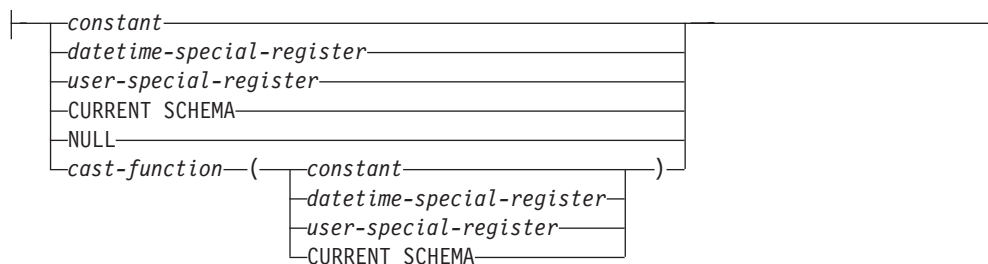 constant
datetime-special-register
user-special-register
CURRENT SCHEMA
NULL
cast-function ( constant )
datetime-special-register
user-special-register
CURRENT SCHEMA